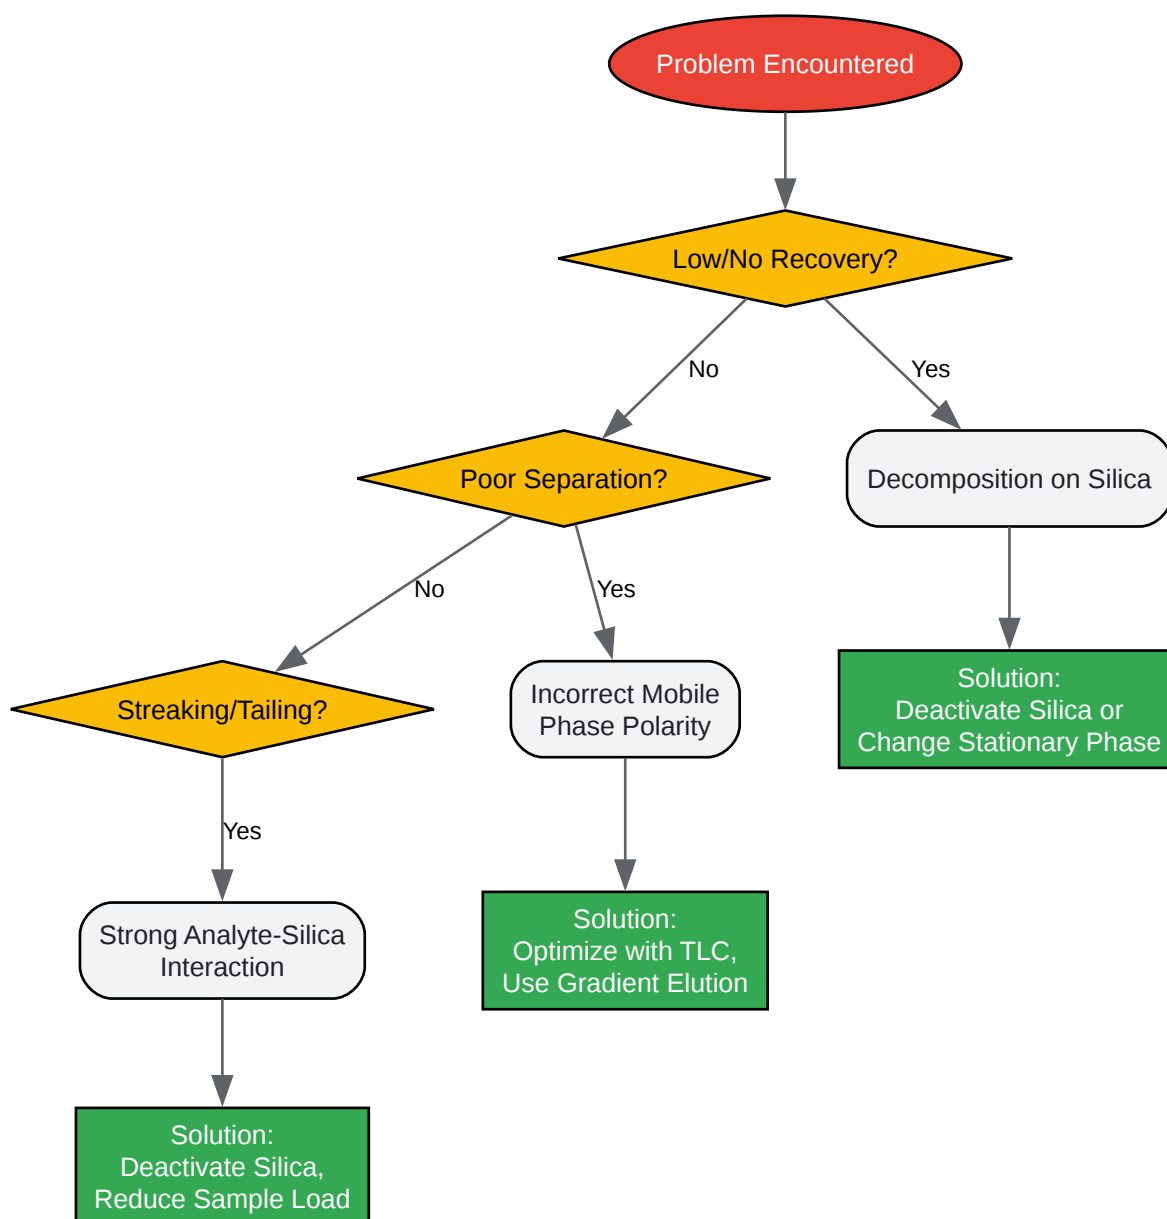 Problem Encountered
Low/No Recovery?
No
Yes
Poor Separation?
Decomposition on Silica
No
Yes
Streaking/Tailing?
Incorrect Mobile
Phase Polarity
Solution:
Deactivate Silica or
Change Stationary Phase
Yes
Strong Analyte-Silica
Interaction
Solution:
Optimize with TLC,
Use Gradient Elution
Solution:
Deactivate Silica,
Reduce Sample Load